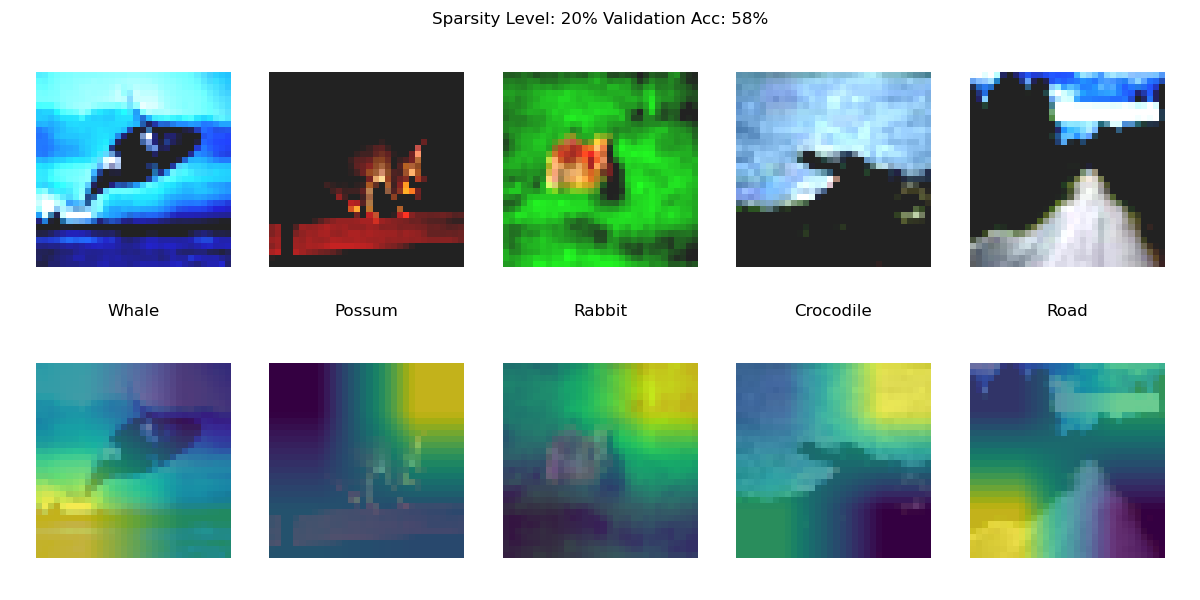 Sparsity Level: 20% Validation Acc: 58%
Whale
Possum
Rabbit
Crocodile
Road